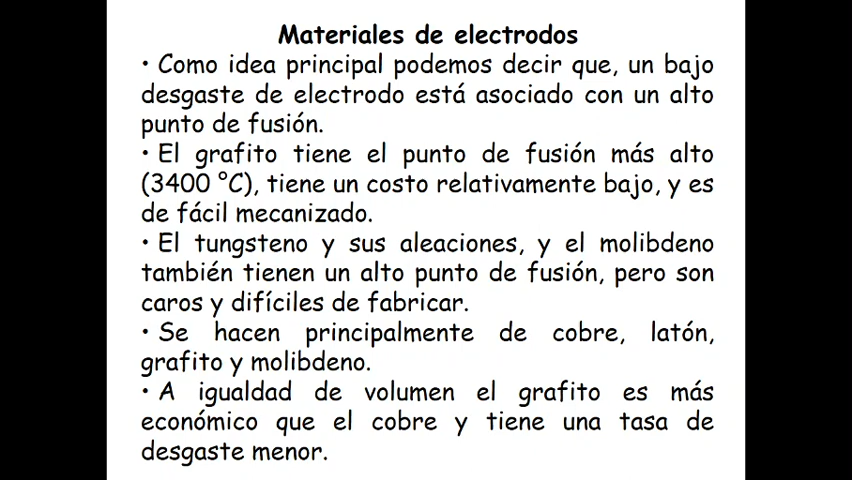 Materiales de electrodos
• Como idea principal podemos decir que, un bajo
desgaste de electrodo está asociado con un alto
punto de fusión.
• El grafito tiene el punto de fusión más alto
(3400 °C), tiene un costo relativamente bajo, y es
de fácil mecanizado.
• El tungsteno y sus aleaciones, y el molibdeno
también tienen un alto punto de fusión, pero son
caros y difíciles de fabricar.
• Se hacen principalmente de cobre, latón,
grafito y molibdeno.
• A igualdad de volumen el grafito es más
económico que el cobre y tiene una tasa de
desgaste menor.